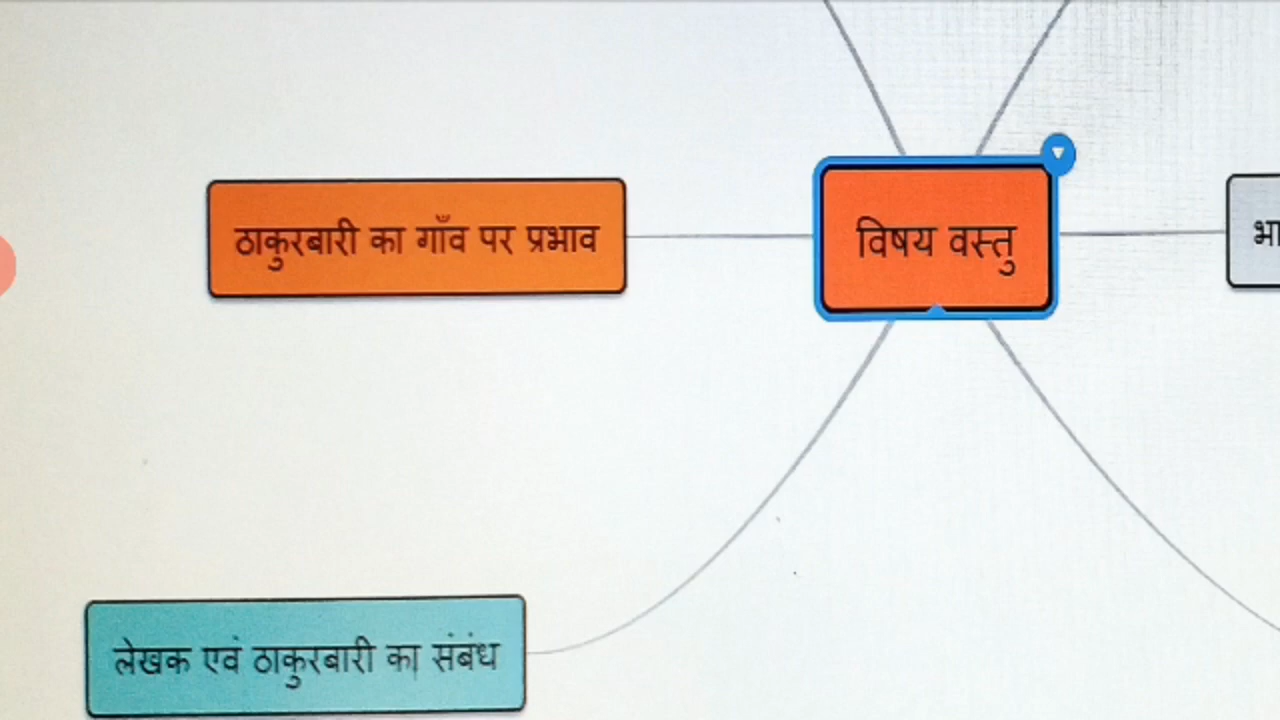 ठाकुरबारी का गाँव पर प्रभाव
विषय वस्तु
लेखक एवं ठाकुरबारी का संबंध